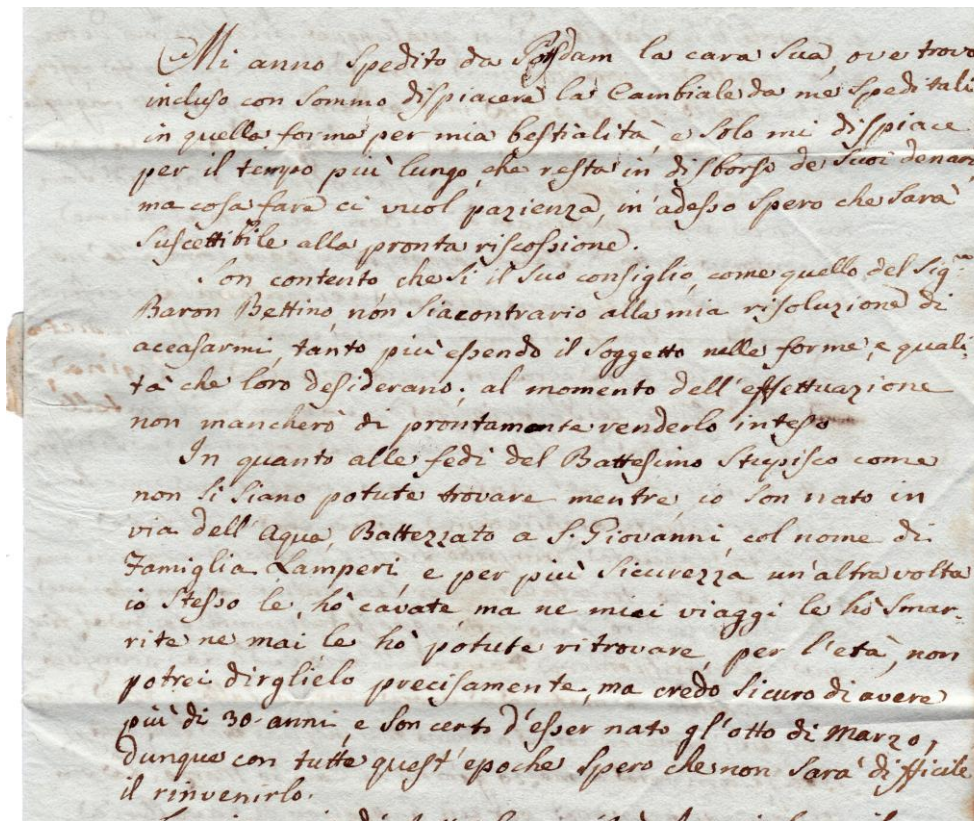 Mi anno spedito da Potsdam la cara sua, ove trovo
incluso con sommo dispiacere la Cambiale da me speditali
in quella forma per mia bestialità, e solo mi dispiace
per il tempo più lungo, che resta in disborso de suoi denari,
ma cosa fare ci vuol pazienza, in adesso spero che sarà
suscettibile alla pronta riscossione.
Son contento, che si il suo consiglio, come quello del Sig.re
Baron Bettino, non sia contrario alla mia risoluzione di
accasarmi, tanto più essendo il soggetto nelle forme, e quali-
tà che loro desiderano; al momento dell'effettuazione
non mancherò di prontamente renderlo inteso
In quanto alle fedi del Battesimo stupisco come
non si siano potute trovare mentre, io son nato in
via dell'Aqua, Battezzato a S. Giovanni, col nome di
Famiglia Lamperi, e per più sicurezza un'altra volta
io stesso le, hò cavate, ma ne miei viaggi le hò smar-
rite ne mai le hò potute ritrovare, per l'età, non
potrei dirglielo precisamente, ma credo sicuro di avere
più di 30 anni, e son certo d'esser nato gl'otto di Marzo,
dunque con tutte quest'epoche spero che non sarà difficile
il rinvenirlo.